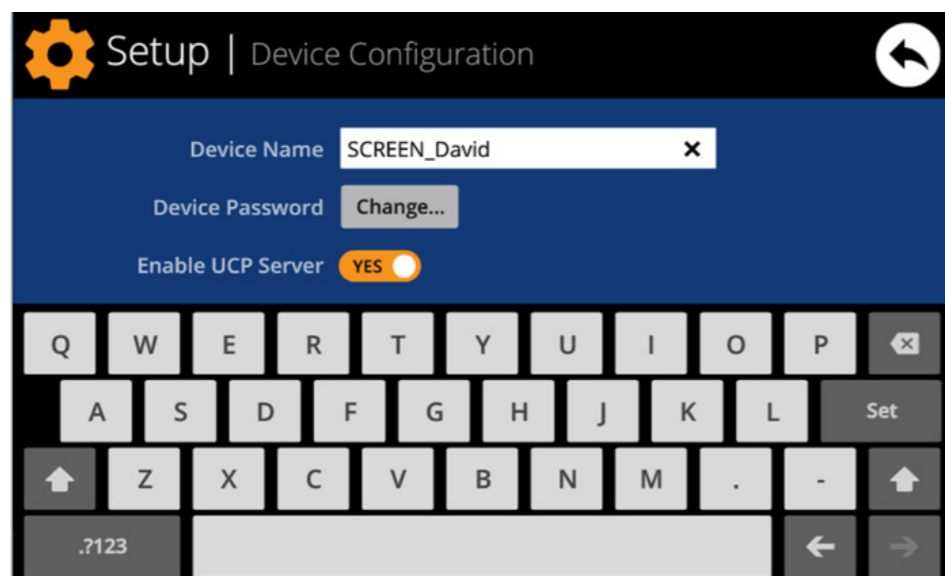 Setup | Device Configuration
Device Name SCREEN_David
Device Password Change...
Enable UCP Server YES
Q W E R T Y U I O P
A S D F G H J K L Set
Z X C V B N M . -
.?123